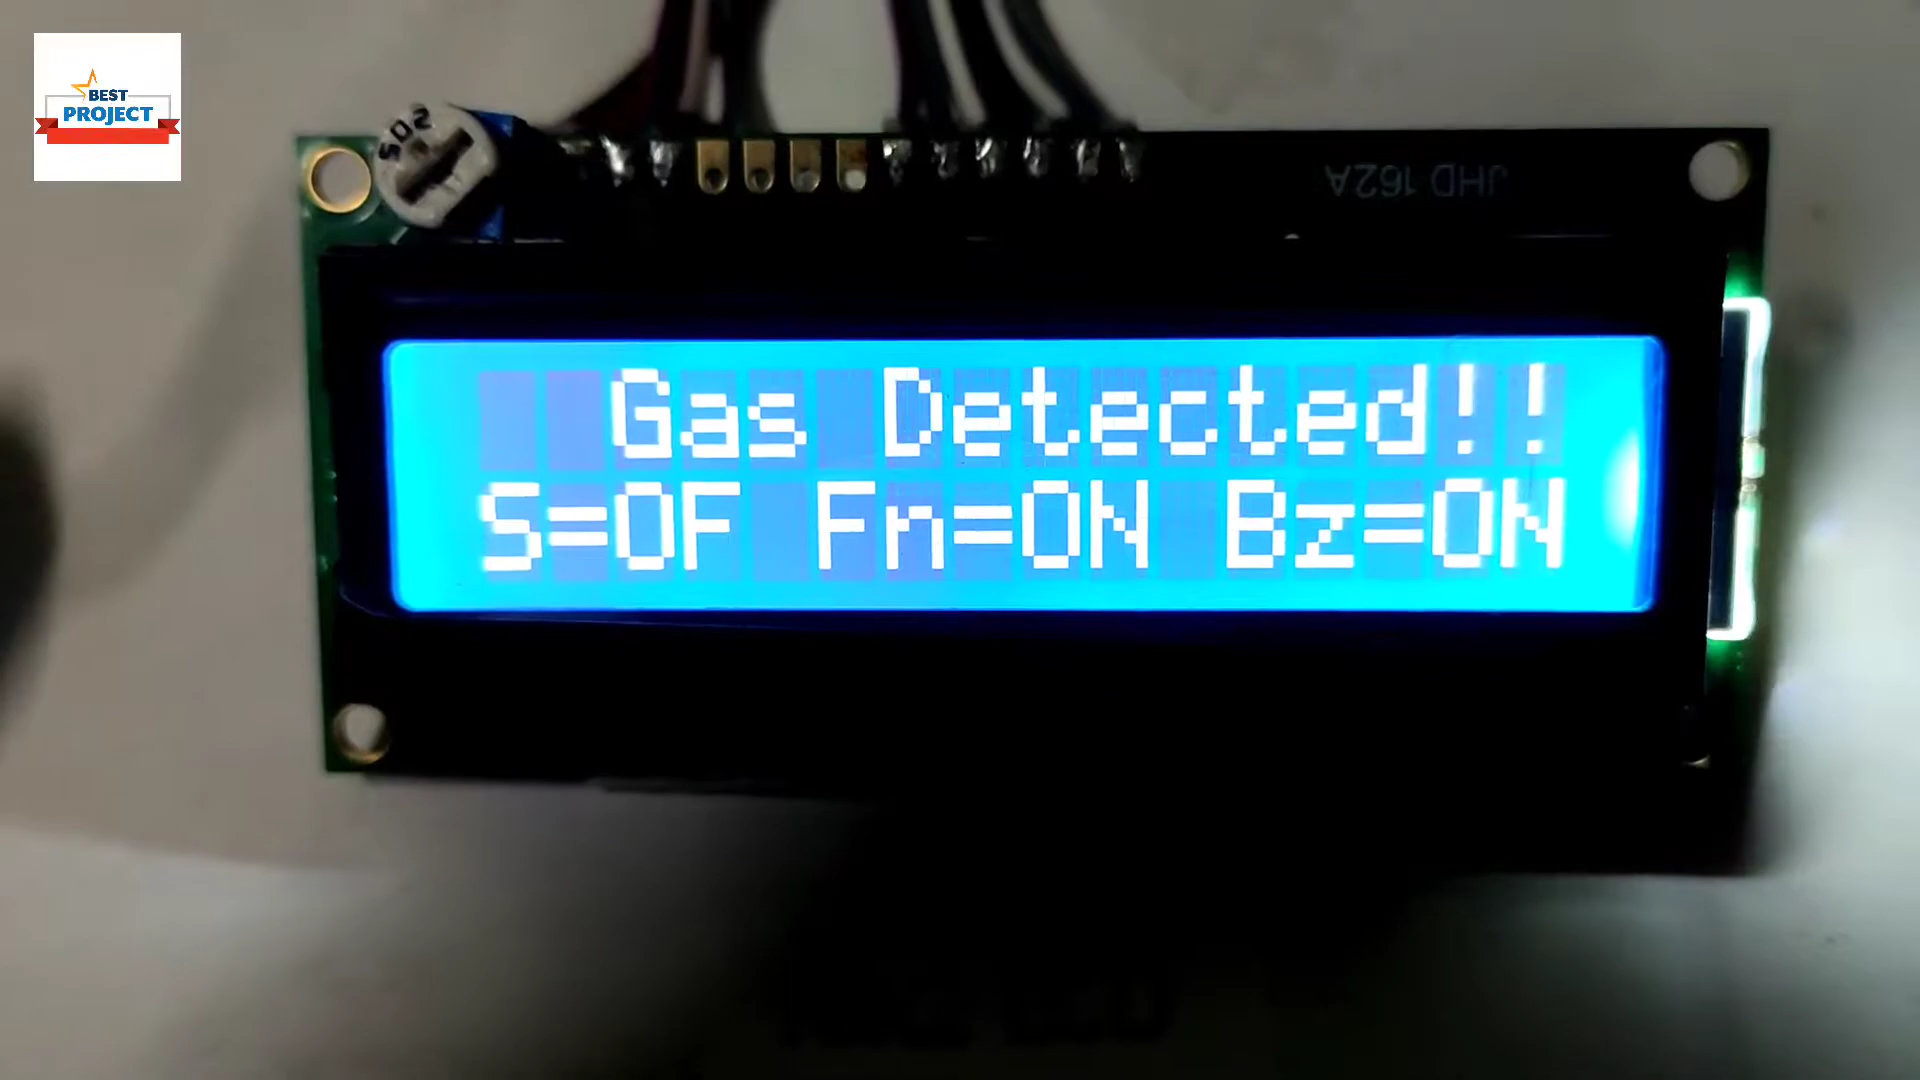 BEST
PROJECT
502
JHD 162A
Gas Detected!!
S=OF Fn=ON Bz=ON